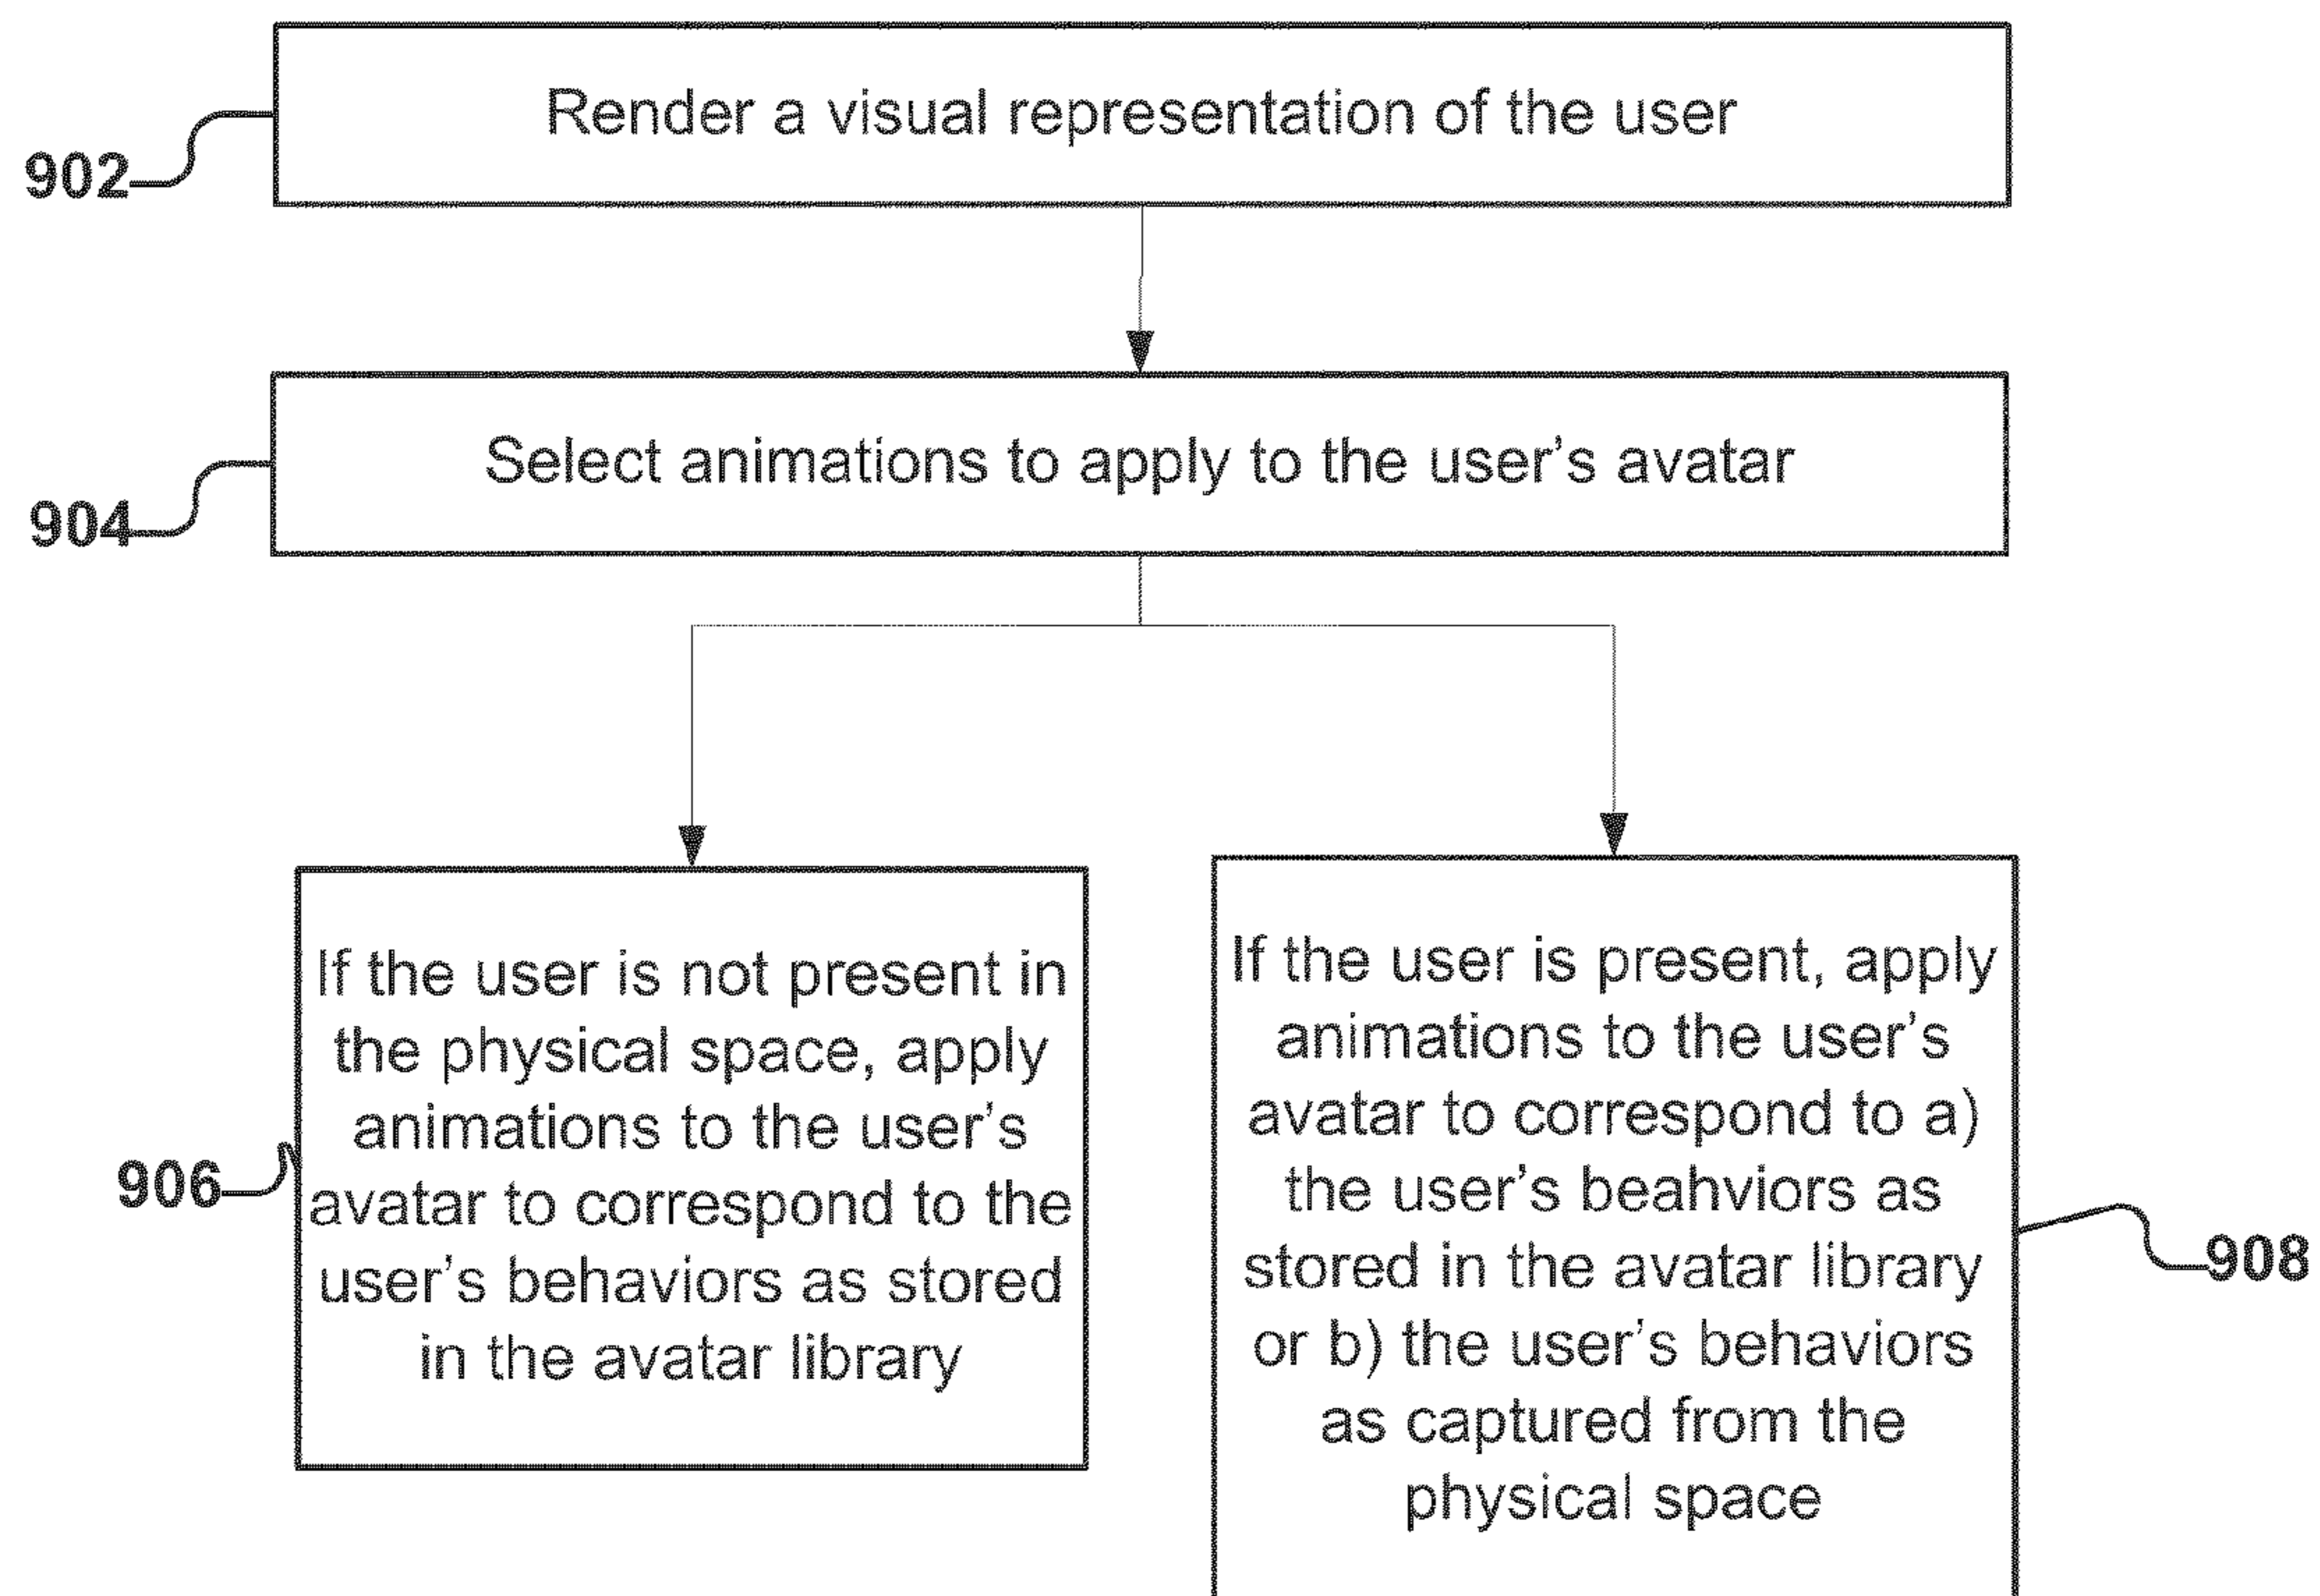 Render a visual representation of the user
902
Select animations to apply to the user's avatar
904
If the user is not present in
the physical space, apply
animations to the user's
avatar to correspond to the
user's behaviors as stored
in the avatar library
906
If the user is present, apply
animations to the user's
avatar to correspond to a)
the user's beahviors as
stored in the avatar library
or b) the user's behaviors
as captured from the
physical space
908